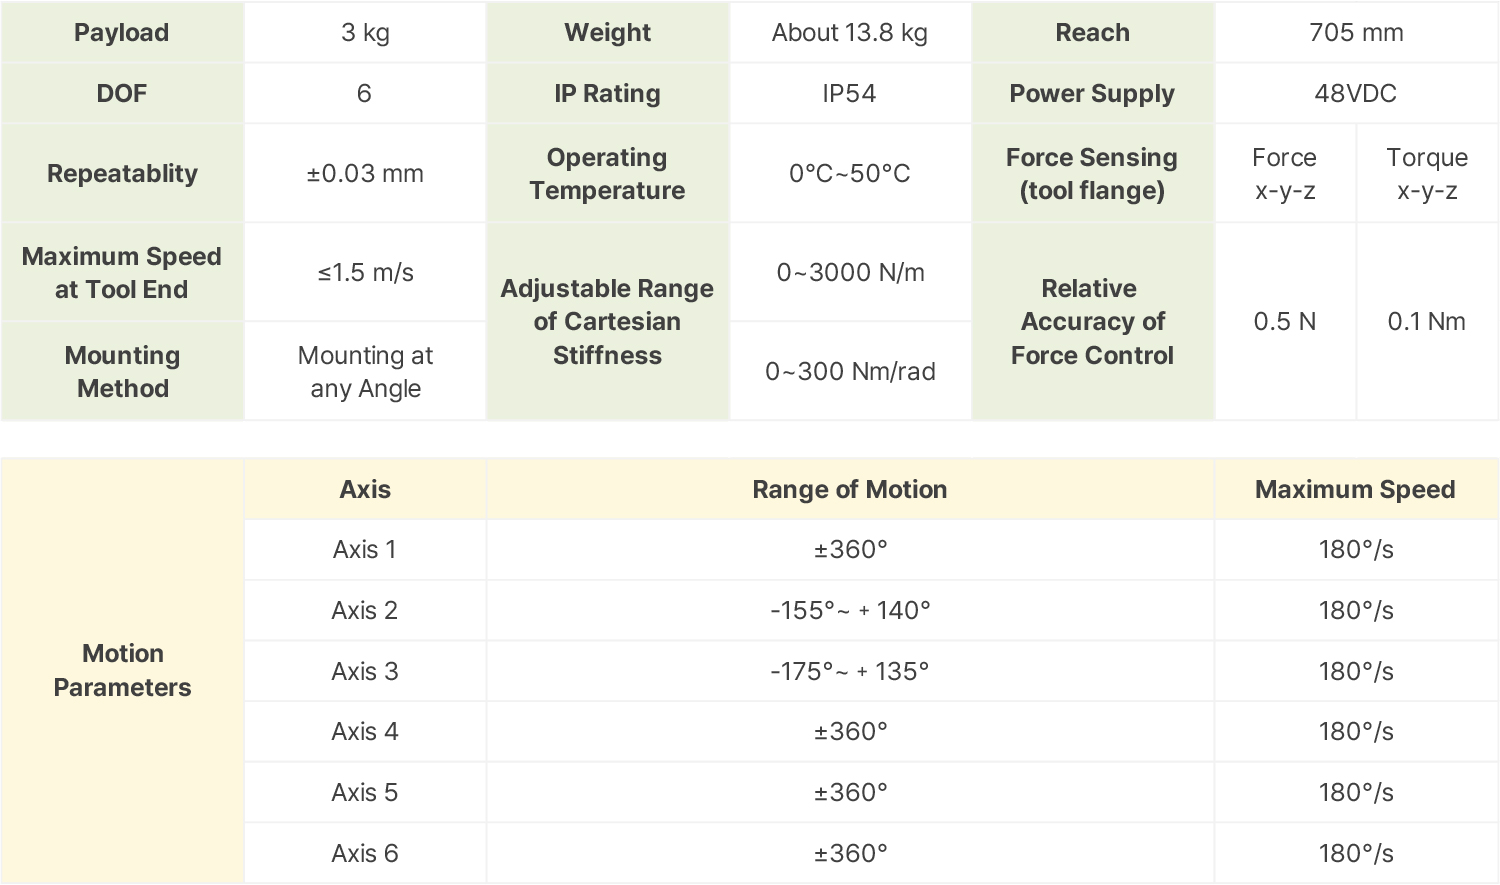 Payload
3 kg
Weight
About 13.8 kg
Reach
705 mm
DOF
6
IP Rating
IP54
Power Supply
48VDC
Repeatablity
±0.03 mm
Operating
Temperature
0°C~50°C
Force Sensing
(tool flange)
Force
x-y-z
Torque
x-y-z
Maximum Speed
at Tool End
≤1.5 m/s
Adjustable Range
of Cartesian
Stiffness
0~3000 N/m
Relative
Accuracy of
Force Control
0.5 N
0.1 Nm
Mounting
Method
Mounting at
any Angle
0~300 Nm/rad
Motion
Parameters
Axis
Range of Motion
Maximum Speed
Axis 1
±360°
180°/s
Axis 2
-155°~ + 140°
180°/s
Axis 3
-175°~ + 135°
180°/s
Axis 4
±360°
180°/s
Axis 5
±360°
180°/s
Axis 6
±360°
180°/s